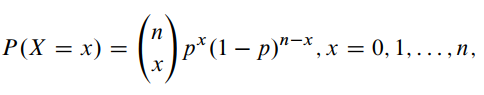 P(X = x) = \binom{n}{x} p^x (1 − p)^{n−x}, x = 0, 1, . . . , n,